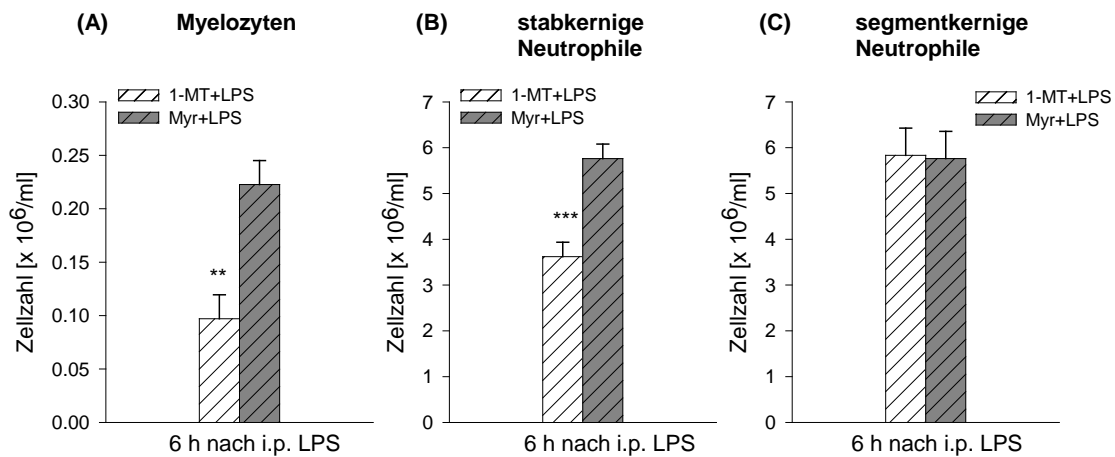 (A) Myelozyten
Zellzahl [x 10⁶/ml]
0.30
0.25
0.20
0.15
0.10
0.05
0.00
1-MT+LPS
Myr+LPS
**
6 h nach i.p. LPS
(B) stabkernige
Neutrophile
Zellzahl [x 10⁶/ml]
7
6
5
4
3
2
1
0
1-MT+LPS
Myr+LPS
***
6 h nach i.p. LPS
(C) segmentkernige
Neutrophile
Zellzahl [x 10⁶/ml]
7
6
5
4
3
2
1
0
1-MT+LPS
Myr+LPS
6 h nach i.p. LPS